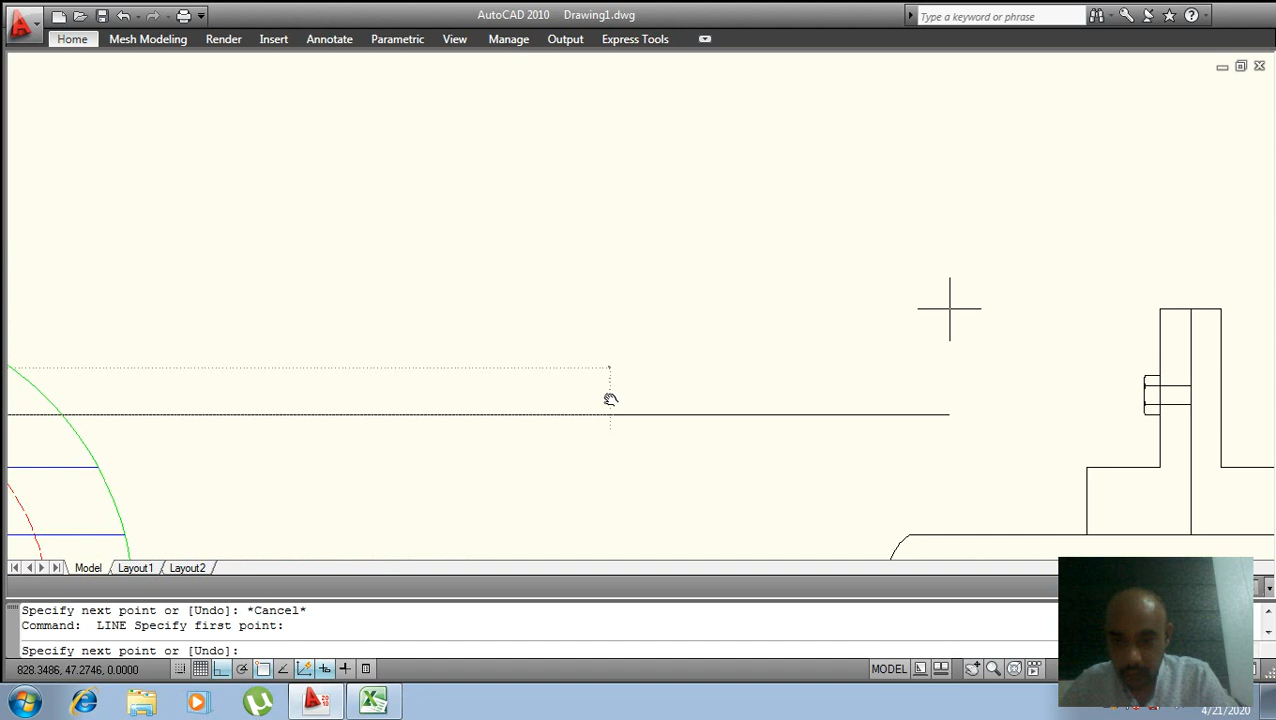 AutoCAD 2010 Drawing1.dwg
Type a keyword or phrase
Home Mesh Modeling Render Insert Annotate Parametric View Manage Output Express Tools
Model Layout1 Layout2
Specify next point or [Undo]: *Cancel*
Command:  LINE Specify first point:
Specify next point or [Undo]:
828.3486, 47.2746, 0.0000
MODEL
4/21/2020